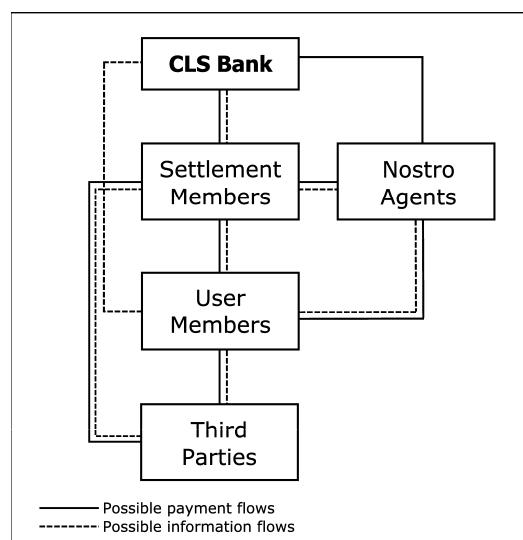 CLS Bank
Settlement
Members
Nostro
Agents
User
Members
Third
Parties
Possible payment flows
Possible information flows